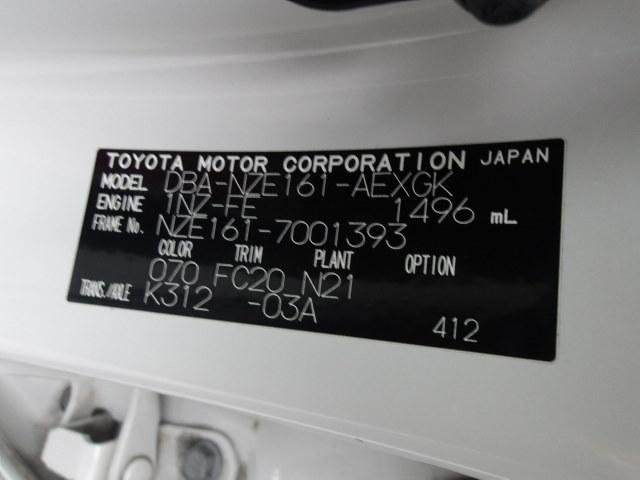 TOYOTA MOTOR CORPORATION JAPAN
MODEL DBA-NZE161-AEXGK
ENGINE 1NZ-FE 1496 mL
FRAME No. NZE161-7001393
COLOR TRIM PLANT OPTION
070 FC20 N21
TRANS./AXLE K312 -03A
412